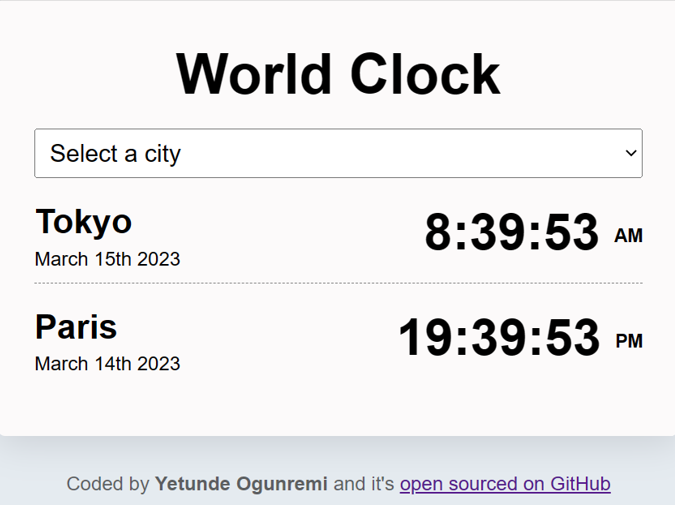 World Clock
Select a city
Tokyo 8:39:53 AM
March 15th 2023
Paris 19:39:53 PM
March 14th 2023
Coded by Yetunde Ogunremi and it's open sourced on GitHub